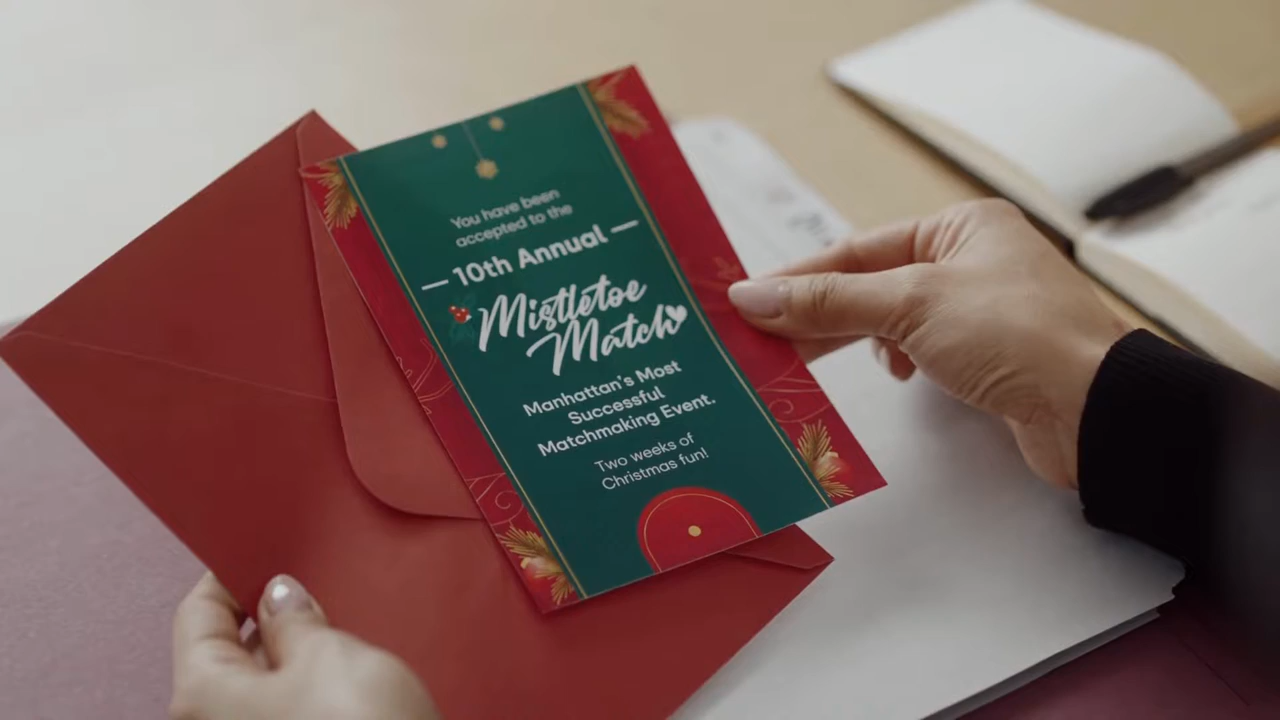 You have been
accepted to the
10th Annual
Mistletoe
Match
Manhattan's Most
Successful
Matchmaking Event.
Two weeks of
Christmas fun!